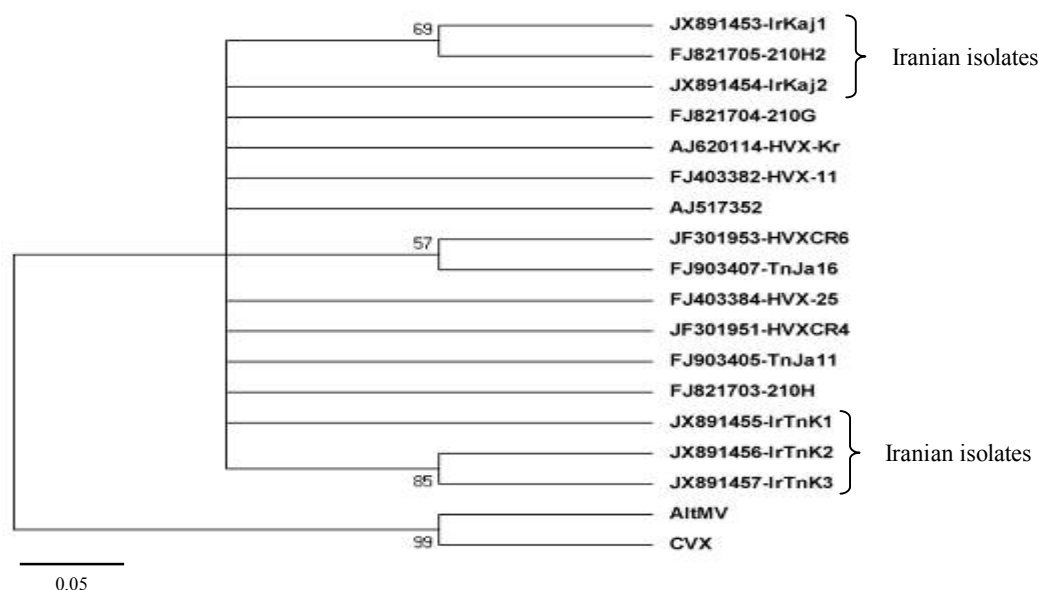 69
JX891453-IrKaj1
FJ821705-210H2
Iranian isolates
JX891454-IrKaj2
FJ821704-210G
AJ620114-HVX-Kr
FJ403382-HVX-11
AJ517352
57
JF301953-HVXCR6
FJ903407-TnJa16
FJ403384-HVX-25
JF301951-HVXCR4
FJ903405-TnJa11
FJ821703-210H
JX891455-IrTnK1
JX891456-IrTnK2
Iranian isolates
85
JX891457-IrTnK3
AltMV
99
CVX
0.05